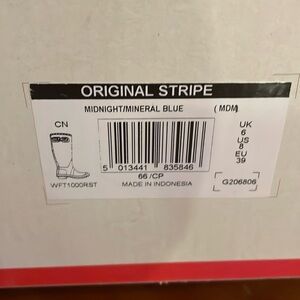 ORIGINAL STRIPE
MIDNIGHT/MINERAL BLUE ( MDM)
CN
UK
6
US
8
EU
39
5 013441 835846
66 /CP
WFT1000RST
MADE IN INDONESIA
G206806